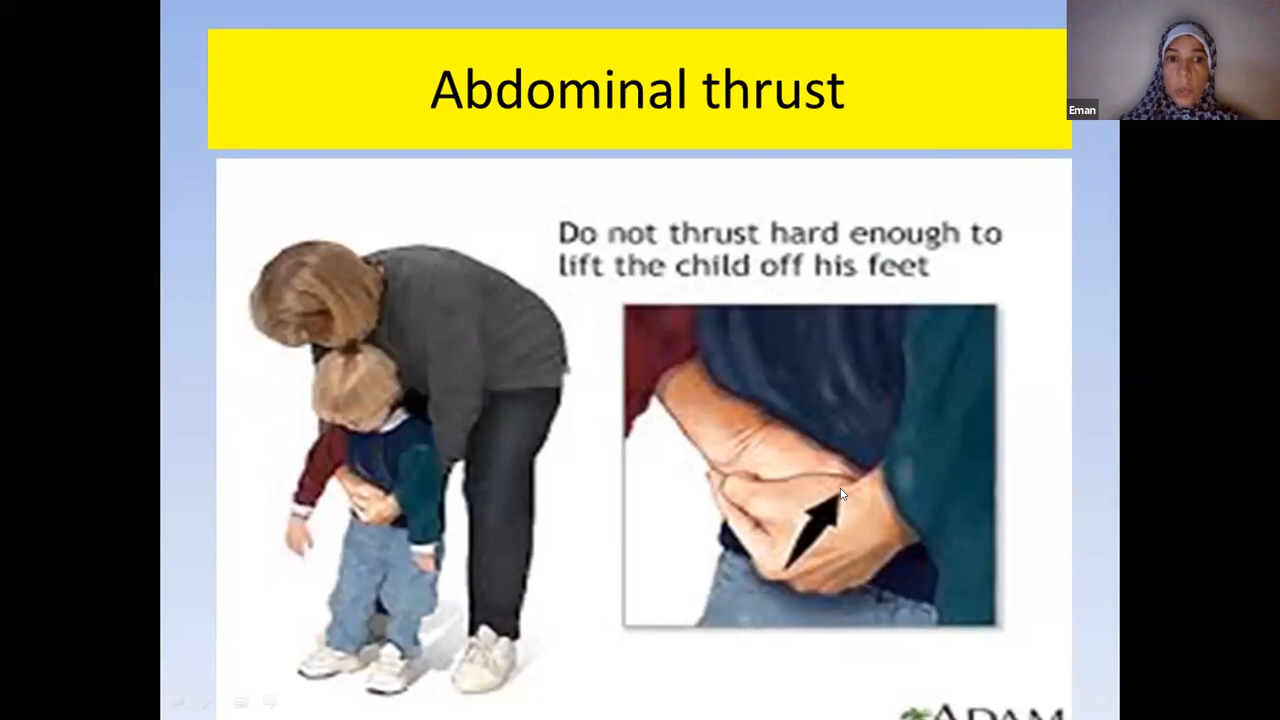 Abdominal thrust
Eman
Do not thrust hard enough to
lift the child off his feet
ADAM